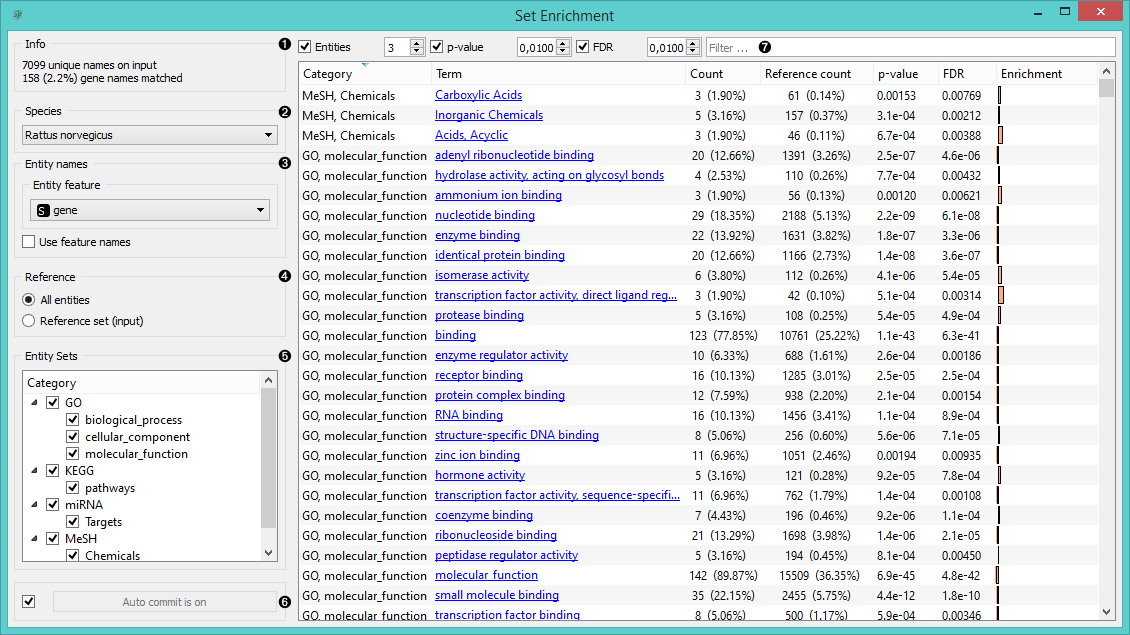 Set Enrichment
Info
❶
7099 unique names on input
158 (2.2%) gene names matched
Species
❷
Rattus norvegicus
Entity names
❸
Entity feature
S gene
Use feature names
Reference
❹
All entities
Reference set (input)
Entity Sets
❺
Category
GO
biological_process
cellular_component
molecular_function
KEGG
pathways
miRNA
Targets
MeSH
Chemicals
Auto commit is on
❻
Entities 3 p-value 0,0100 FDR 0,0100 Filter ... ❼
Category Term Count Reference count p-value FDR Enrichment
MeSH, Chemicals Carboxylic Acids 3 (1.90%) 61 (0.14%) 0.00153 0.00769
MeSH, Chemicals Inorganic Chemicals 5 (3.16%) 157 (0.37%) 3.1e-04 0.00212
MeSH, Chemicals Acids, Acyclic 3 (1.90%) 46 (0.11%) 6.7e-04 0.00388
GO, molecular_function adenyl ribonucleotide binding 20 (12.66%) 1391 (3.26%) 2.5e-07 4.6e-06
GO, molecular_function hydrolase activity, acting on glycosyl bonds 4 (2.53%) 110 (0.26%) 7.7e-04 0.00432
GO, molecular_function ammonium ion binding 3 (1.90%) 56 (0.13%) 0.00120 0.00621
GO, molecular_function nucleotide binding 29 (18.35%) 2188 (5.13%) 2.2e-09 6.1e-08
GO, molecular_function enzyme binding 22 (13.92%) 1631 (3.82%) 1.8e-07 3.3e-06
GO, molecular_function identical protein binding 20 (12.66%) 1166 (2.73%) 1.4e-08 3.6e-07
GO, molecular_function isomerase activity 6 (3.80%) 112 (0.26%) 4.1e-06 5.4e-05
GO, molecular_function transcription factor activity, direct ligand reg... 3 (1.90%) 42 (0.10%) 5.1e-04 0.00314
GO, molecular_function protease binding 5 (3.16%) 108 (0.25%) 5.4e-05 4.9e-04
GO, molecular_function binding 123 (77.85%) 10761 (25.22%) 1.1e-43 6.3e-41
GO, molecular_function enzyme regulator activity 10 (6.33%) 688 (1.61%) 2.6e-04 0.00186
GO, molecular_function receptor binding 16 (10.13%) 1285 (3.01%) 2.5e-05 2.5e-04
GO, molecular_function protein complex binding 12 (7.59%) 938 (2.20%) 2.1e-04 0.00154
GO, molecular_function RNA binding 16 (10.13%) 1456 (3.41%) 1.1e-04 8.9e-04
GO, molecular_function structure-specific DNA binding 8 (5.06%) 256 (0.60%) 5.6e-06 7.1e-05
GO, molecular_function zinc ion binding 11 (6.96%) 1051 (2.46%) 0.00194 0.00935
GO, molecular_function hormone activity 5 (3.16%) 121 (0.28%) 9.2e-05 7.8e-04
GO, molecular_function transcription factor activity, sequence-specifi... 11 (6.96%) 762 (1.79%) 1.4e-04 0.00108
GO, molecular_function coenzyme binding 7 (4.43%) 196 (0.46%) 9.2e-06 1.1e-04
GO, molecular_function ribonucleoside binding 21 (13.29%) 1698 (3.98%) 1.4e-06 2.1e-05
GO, molecular_function peptidase regulator activity 5 (3.16%) 194 (0.45%) 8.1e-04 0.00450
GO, molecular_function molecular_function 142 (89.87%) 15509 (36.35%) 6.9e-45 4.8e-42
GO, molecular_function small molecule binding 35 (22.15%) 2455 (5.75%) 4.4e-12 1.8e-10
GO, molecular_function transcription factor binding 8 (5.06%) 500 (1.17%) 5.9e-04 0.00346